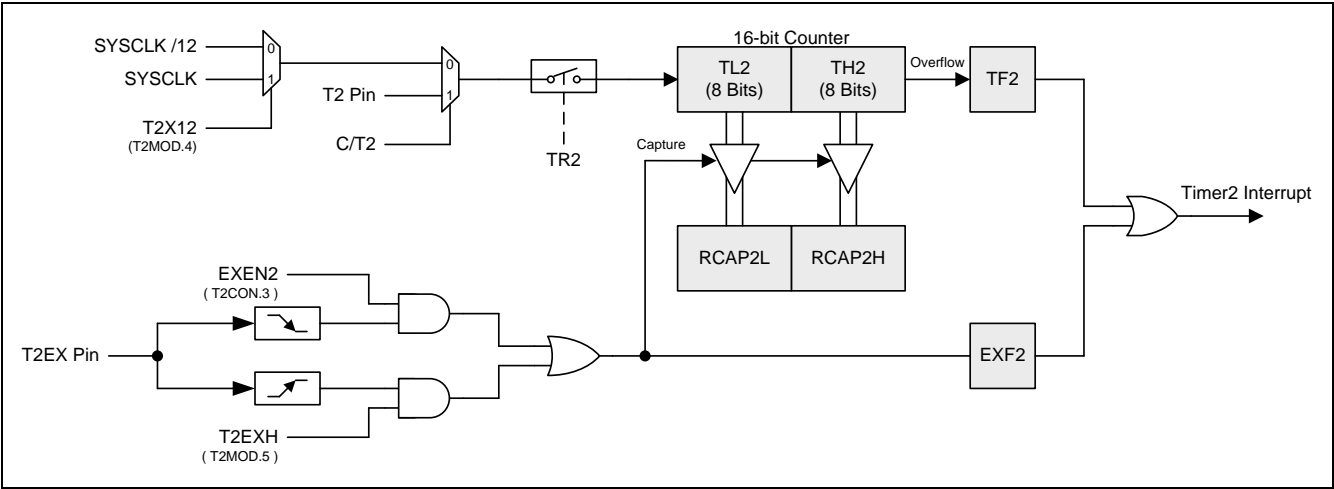 16-bit Counter
SYSCLK /12
0
SYSCLK
1
T2X12
(T2MOD.4)
0
T2 Pin
1
C/T2
TR2
TL2
(8 Bits)
TH2
(8 Bits)
Overflow
TF2
Capture
RCAP2L
RCAP2H
Timer2 Interrupt
EXEN2
( T2CON.3 )
T2EX Pin
EXF2
T2EXH
( T2MOD.5 )